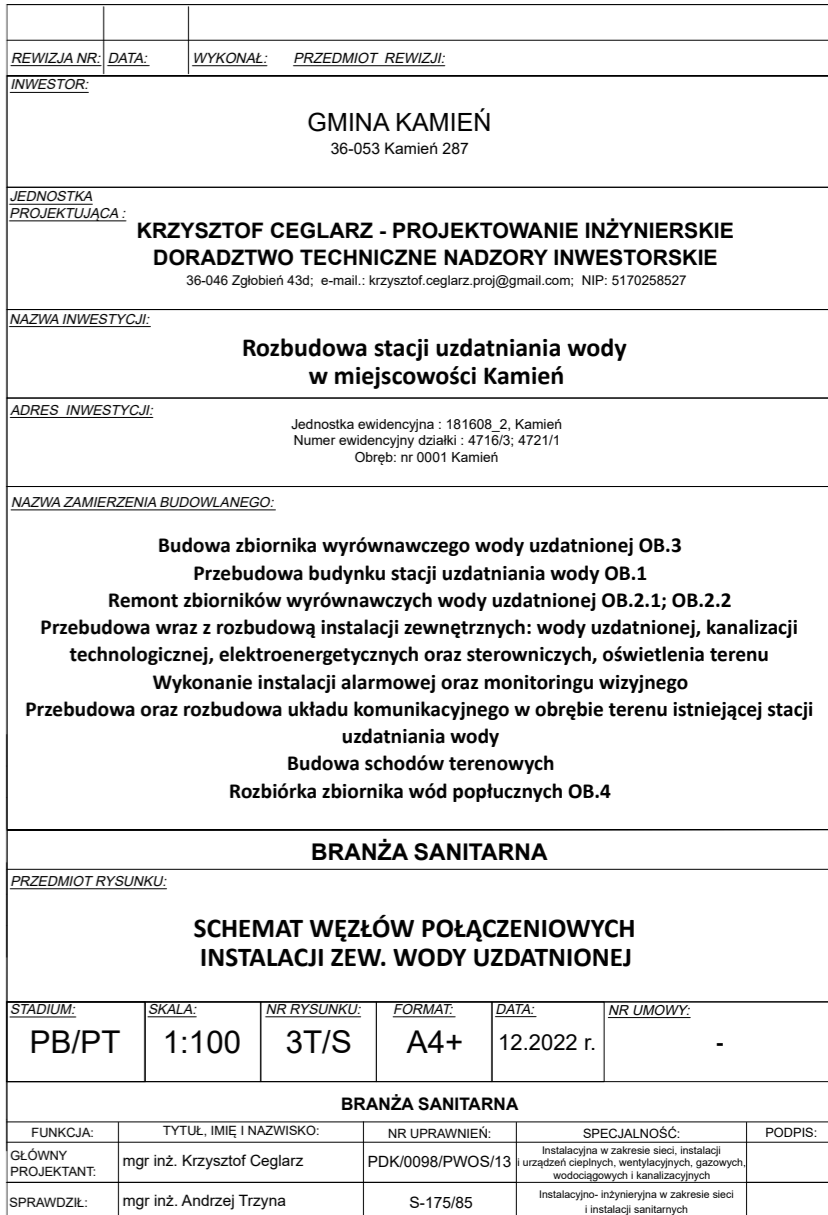 REWIZJA NR: DATA: WYKONAŁ: PRZEDMIOT REWIZJI:
INWESTOR:
GMINA KAMIEŃ
36-053 Kamień 287
JEDNOSTKA
PROJEKTUJĄCA :
KRZYSZTOF CEGLARZ - PROJEKTOWANIE INŻYNIERSKIE
DORADZTWO TECHNICZNE NADZORY INWESTORSKIE
36-046 Zgłobień 43d; e-mail.: krzysztof.ceglarz.proj@gmail.com; NIP: 5170258527
NAZWA INWESTYCJI:
Rozbudowa stacji uzdatniania wody
w miejscowości Kamień
ADRES INWESTYCJI:
Jednostka ewidencyjna : 181608_2, Kamień
Numer ewidencyjny działki : 4716/3; 4721/1
Obręb: nr 0001 Kamień
NAZWA ZAMIERZENIA BUDOWLANEGO:
Budowa zbiornika wyrównawczego wody uzdatnionej OB.3
Przebudowa budynku stacji uzdatniania wody OB.1
Remont zbiorników wyrównawczych wody uzdatnionej OB.2.1; OB.2.2
Przebudowa wraz z rozbudową instalacji zewnętrznych: wody uzdatnionej, kanalizacji
technologicznej, elektroenergetycznych oraz sterowniczych, oświetlenia terenu
Wykonanie instalacji alarmowej oraz monitoringu wizyjnego
Przebudowa oraz rozbudowa układu komunikacyjnego w obrębie terenu istniejącej stacji
uzdatniania wody
Budowa schodów terenowych
Rozbiórka zbiornika wód popłucznych OB.4
BRANŻA SANITARNA
PRZEDMIOT RYSUNKU:
SCHEMAT WĘZŁÓW POŁĄCZENIOWYCH
INSTALACJI ZEW. WODY UZDATNIONEJ
STADIUM: SKALA: NR RYSUNKU: FORMAT: DATA: NR UMOWY:
PB/PT 1:100 3T/S A4+ 12.2022 r. -
BRANŻA SANITARNA
FUNKCJA: TYTUŁ, IMIĘ I NAZWISKO: NR UPRAWNIEŃ: SPECJALNOŚĆ: PODPIS:
GŁÓWNY
PROJEKTANT:
mgr inż. Krzysztof Ceglarz
PDK/0098/PWOS/13
Instalacyjna w zakresie sieci, instalacji
i urządzeń cieplnych, wentylacyjnych, gazowych,
wodociągowych i kanalizacyjnych
SPRAWDZIŁ:
mgr inż. Andrzej Trzyna
S-175/85
Instalacyjno- inżynieryjna w zakresie sieci
i instalacji sanitarnych